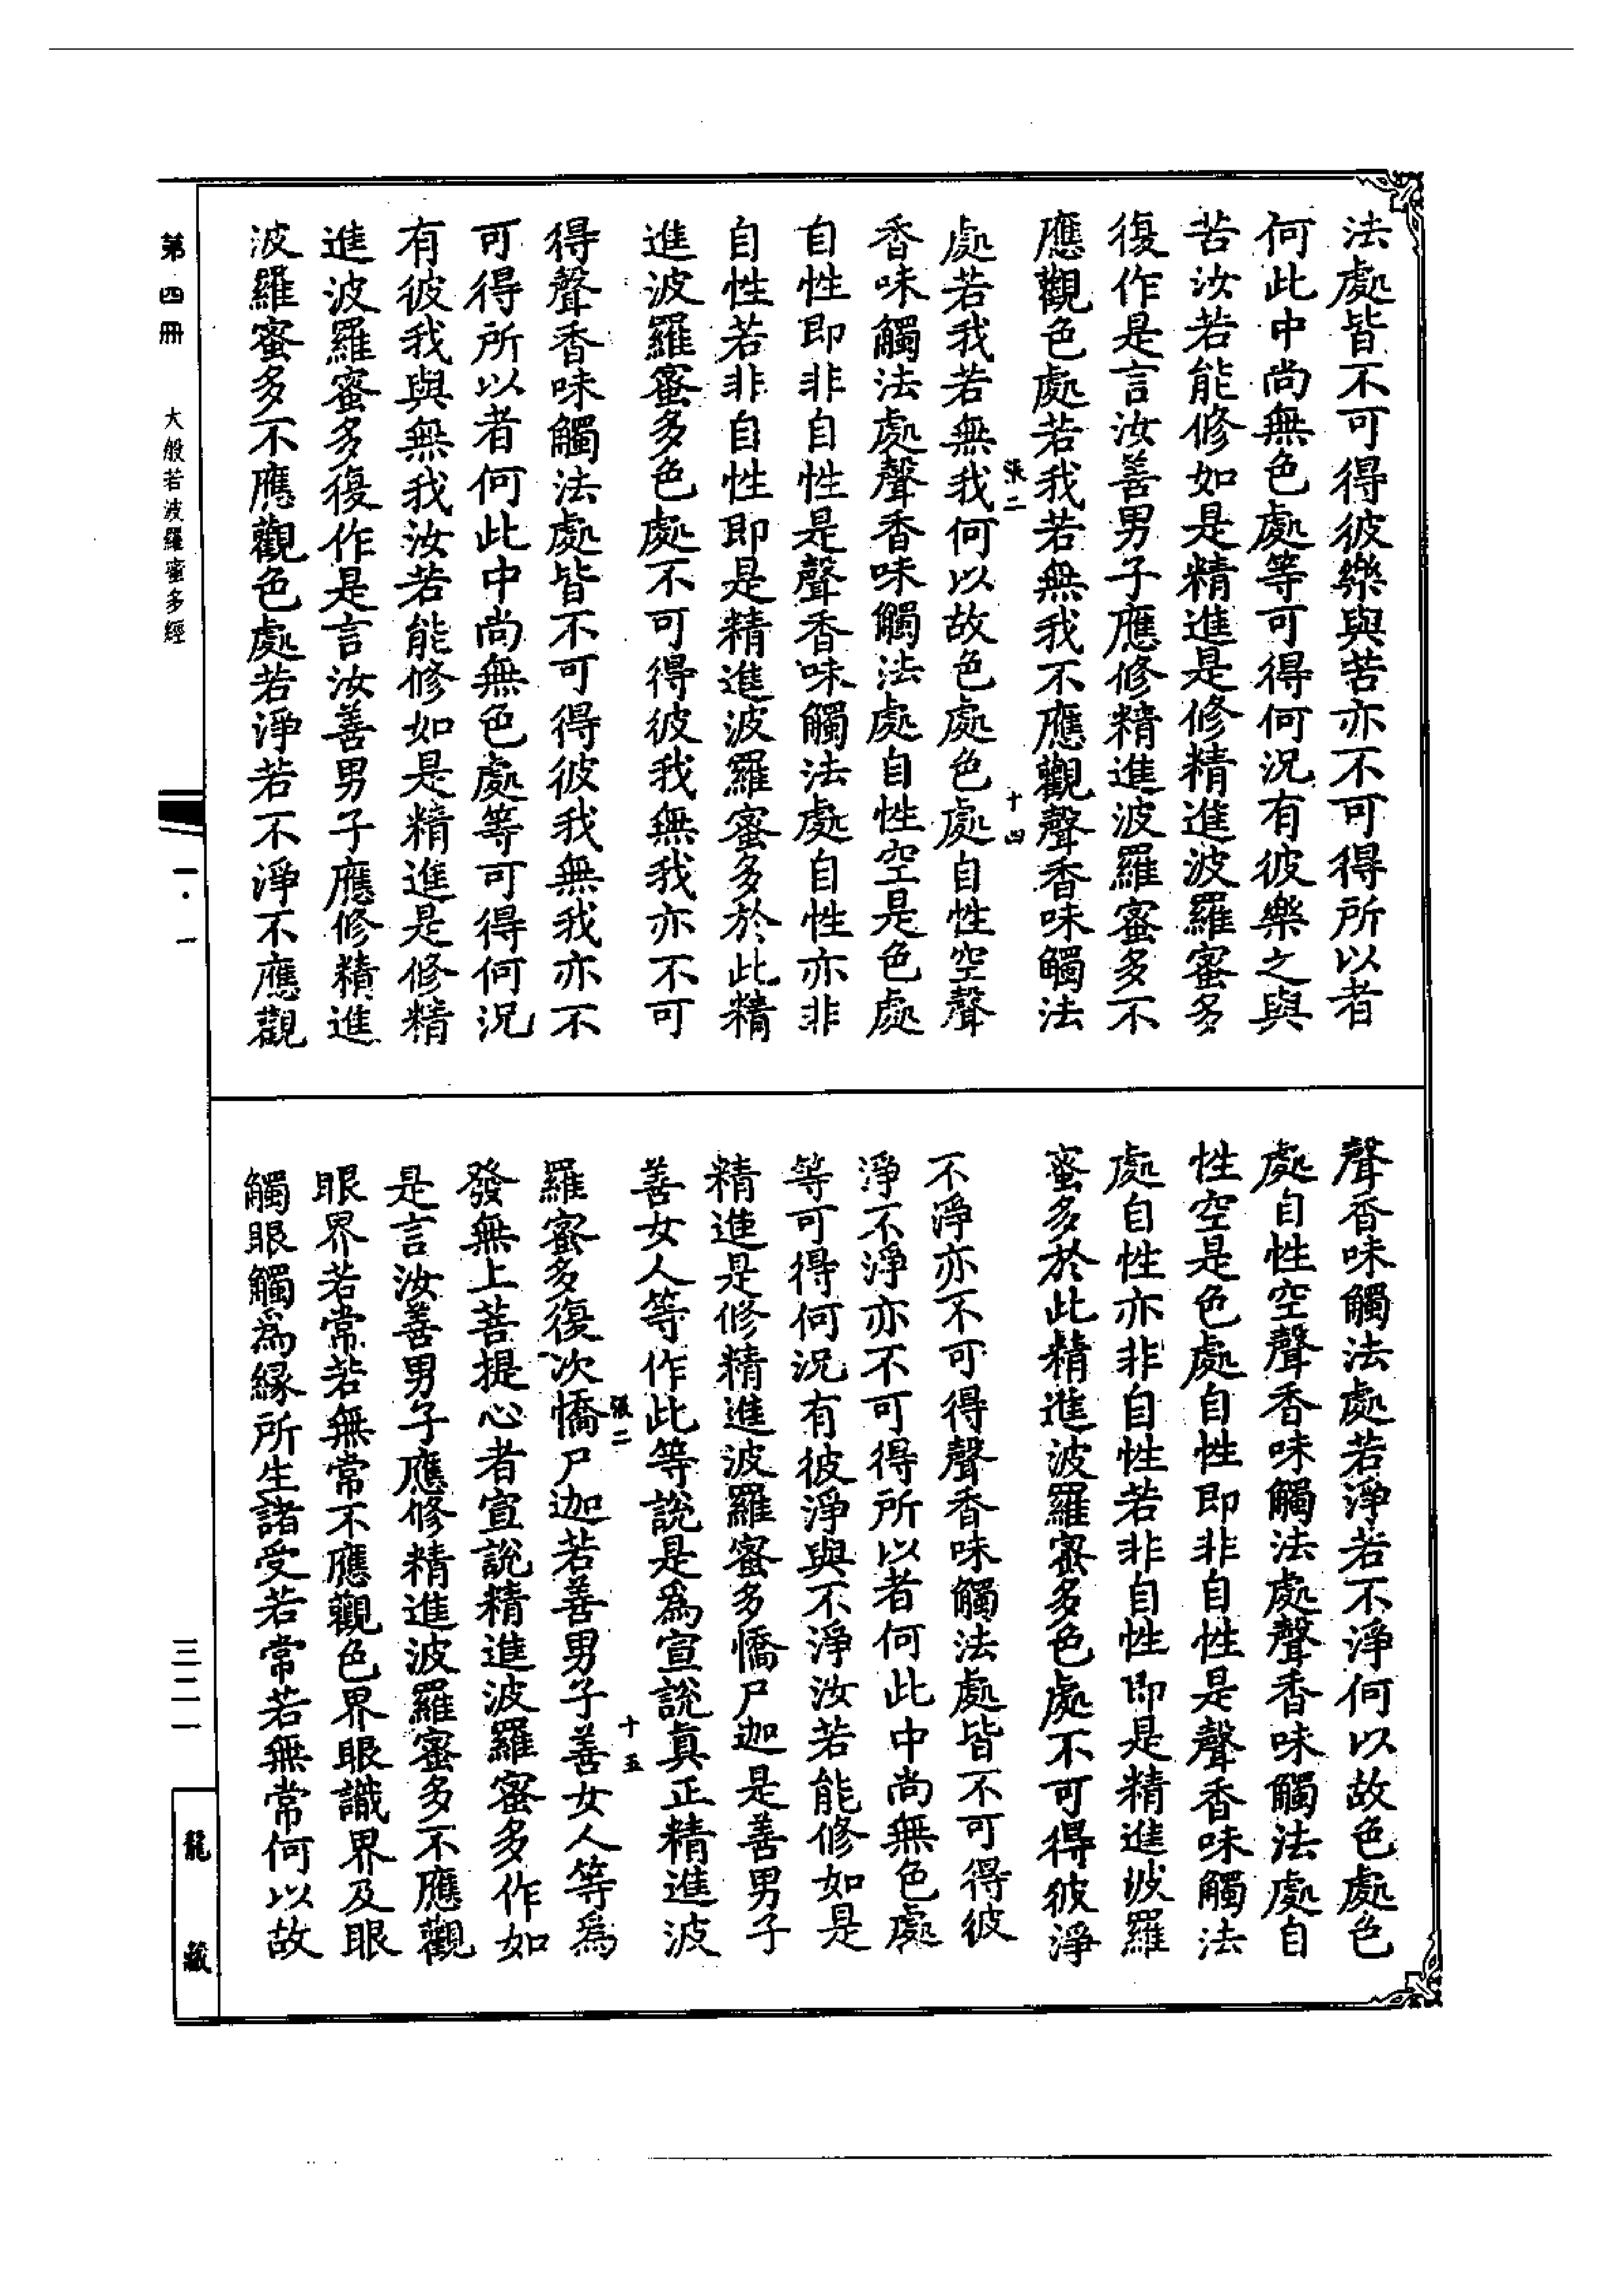 法處皆不可得彼樂與苦亦不可得所以者
何此中尚無色處等可得何況有彼樂之與
苦汝若能修如是精進是修精進波羅蜜多
復作是言汝善男子應修精進波羅蜜多不
應觀色處若我若無我不應觀聲香味觸法
張二 十四
處若我若無我何以故色處色處自性空聲
香味觸法處聲香味觸法處自性空是色處
自性即非自性是聲香味觸法處自性亦非
自性若非自性即是精進波羅蜜多於此精
進波羅蜜多色處不可得彼我無我亦不可
得聲香味觸法處皆不可得彼我無我亦不
可得所以者何此中尚無色處等可得何況
有彼我與無我汝若能修如是精進是修精
進波羅蜜多復作是言汝善男子應修精進
波羅蜜多不應觀色處若淨若不淨不應觀
聲香味觸法處若淨若不淨何以故色處色
處自性空聲香味觸法處聲香味觸法處自
性空是色處自性即非自性是聲香味觸法
處自性亦非自性若非自性即是精進波羅
蜜多於此精進波羅蜜多色處不可得彼淨
不淨亦不可得聲香味觸法處皆不可得彼
淨不淨亦不可得所以者何此中尚無色處
等可得何況有彼淨與不淨汝若能修如是
精進是修精進波羅蜜多憍尸迦是善男子
善女人等作此等說是為宣說真正精進波
張二 十五
羅蜜多復次憍尸迦若善男子善女人等為
發無上菩提心者宣說精進波羅蜜多作如
是言汝善男子應修精進波羅蜜多不應觀
眼界若常若無常不應觀色界眼識界及眼
觸眼觸為緣所生諸受若常若無常何以故
第四冊 大般若波羅蜜多經 一·一 三二一 龍藏